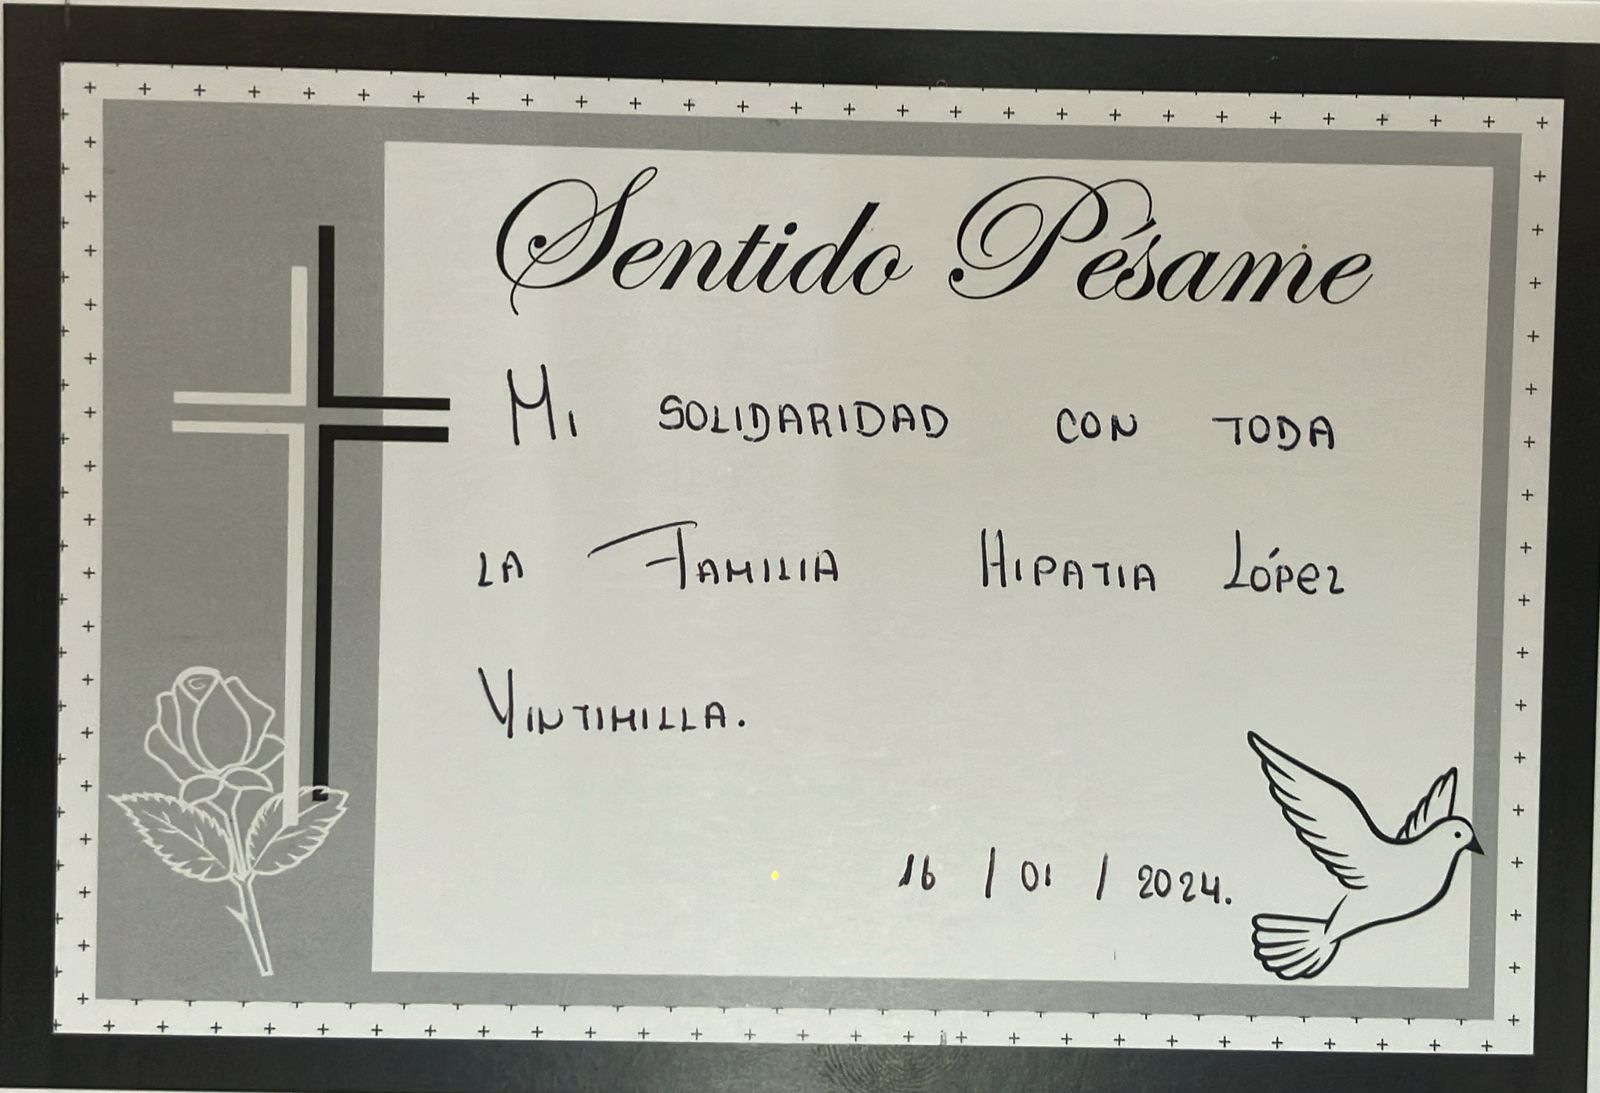 Sentido Pésame
MI SOLIDARIDAD CON TODA
LA FAMILIA HIPATIA LÓPEZ
VINTIMILLA.
16 / 01 / 2024.